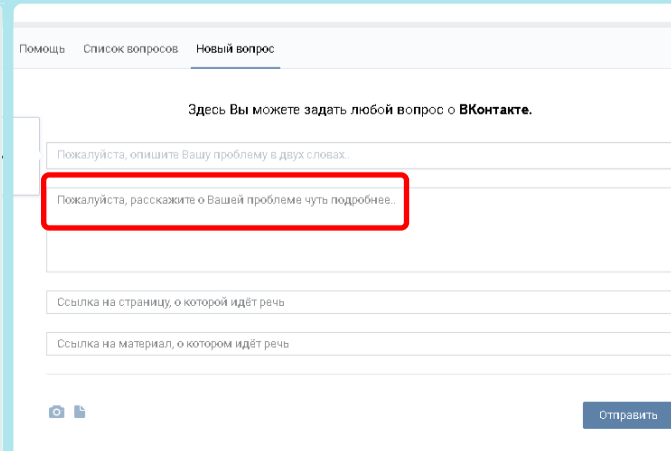 Помощь Список вопросов Новый вопрос
Здесь Вы можете задать любой вопрос о ВКонтакте.
Пожалуйста, опишите Вашу проблему в двух словах..
Пожалуйста, расскажите о Вашей проблеме чуть подробнее..
Ссылка на страницу, о которой идёт речь
Ссылка на материал, о котором идёт речь
Отправить